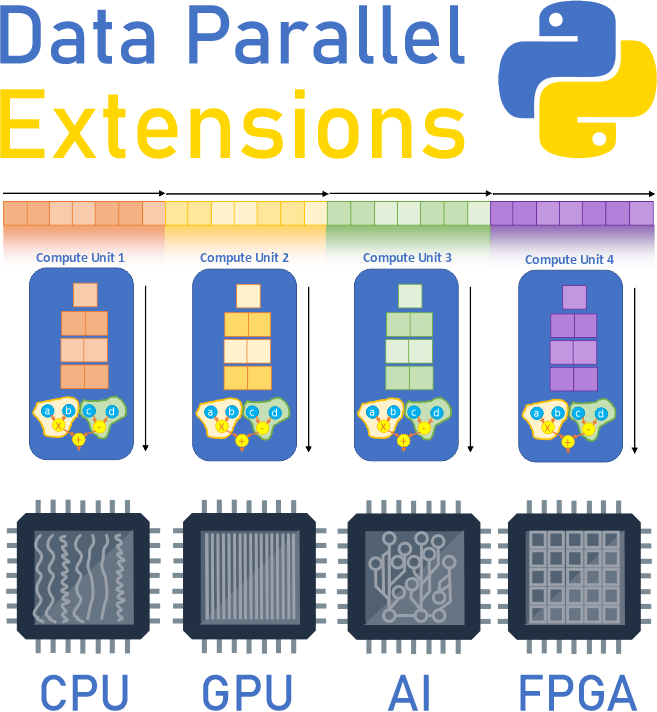 Data Parallel
Extensions
Compute Unit 1
Compute Unit 2
Compute Unit 3
Compute Unit 4
a b c d
x -
+
a b c d
x -
+
a b c d
x -
+
a b c d
x -
+
CPU
GPU
AI
FPGA